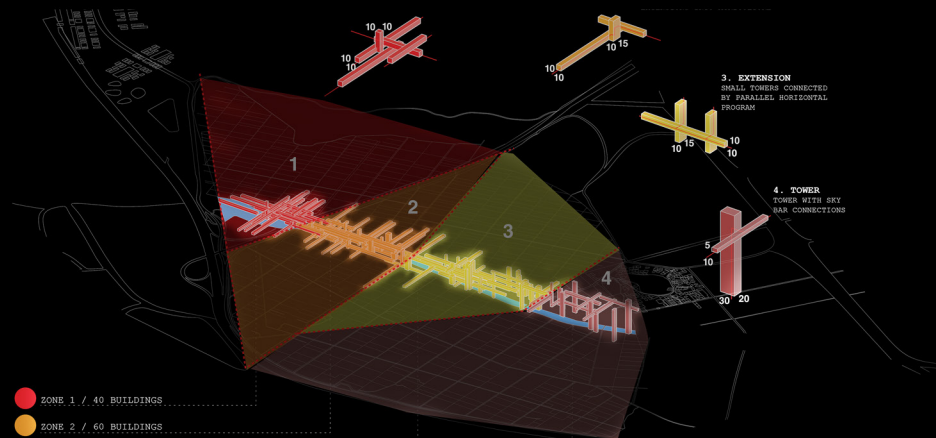 10 10
10
10
10 15
10
10
3. EXTENSION
SMALL TOWERS CONNECTED
BY PARALLEL HORIZONTAL
PROGRAM
10
10 15
10
1
4. TOWER
TOWER WITH SKY
BAR CONNECTIONS
2
3
5
10
4
30 20
ZONE 1 / 40 BUILDINGS
ZONE 2 / 60 BUILDINGS